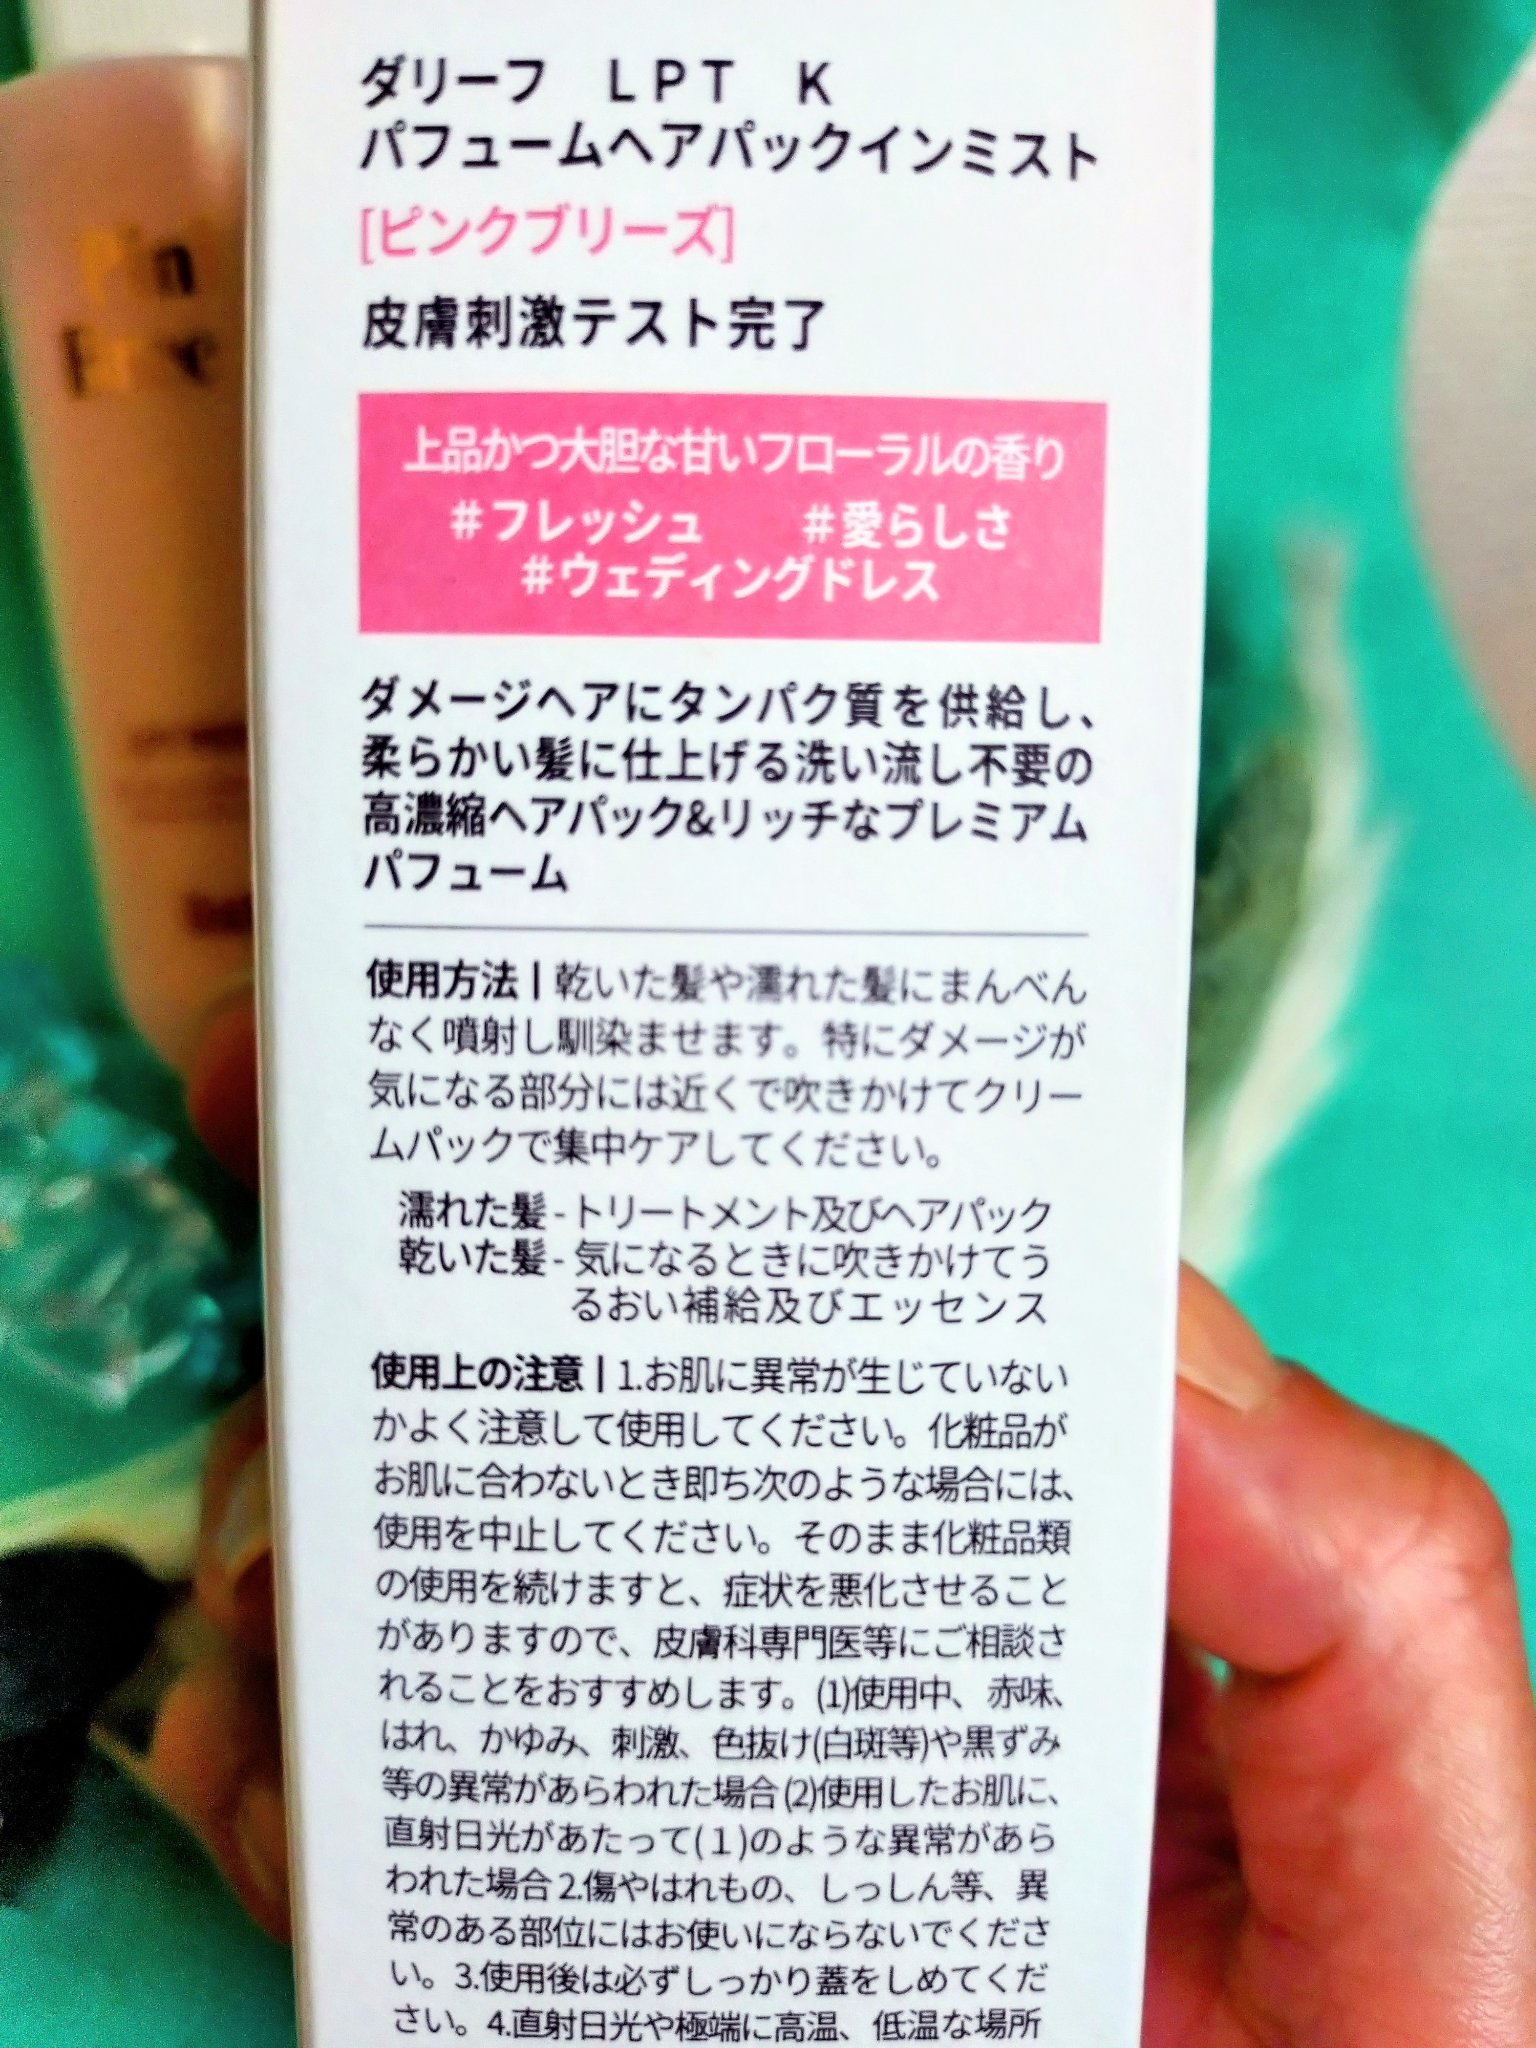 ダリーフ LPT K
パフュームヘアパックインミスト
[ピンクブリーズ]
皮膚刺激テスト完了
上品かつ大胆な甘いフローラルの香り
#フレッシュ #愛らしさ
#ウェディングドレス
ダメージヘアにタンパク質を供給し、
柔らかい髪に仕上げる洗い流し不要の
高濃縮ヘアパック&リッチなプレミアム
パフューム
使用方法 | 乾いた髪や濡れた髪にまんべん
なく噴射し馴染ませます。特にダメージが
気になる部分には近くで吹きかけてクリー
ムパックで集中ケアしてください。
濡れた髪 - トリートメント及びヘアパック
乾いた髪 - 気になるときに吹きかけてう
るおい補給及びエッセンス
使用上の注意 | 1.お肌に異常が生じていない
かよく注意して使用してください。化粧品が
お肌に合わないとき即ち次のような場合には、
使用を中止してください。そのまま化粧品類
の使用を続けますと、症状を悪化させること
がありますので、皮膚科専門医等にご相談さ
れることをおすすめします。(1)使用中、赤味、
はれ、かゆみ、刺激、色抜け(白斑等)や黒ずみ
等の異常があらわれた場合 (2)使用したお肌に、
直射日光があたって(1)のような異常があら
われた場合 2.傷やはれもの、しっしん等、異
常のある部位にはお使いにならないでくださ
い。3.使用後は必ずしっかり蓋をしめてくだ
さい。4.直射日光や極端に高温、低温な場所